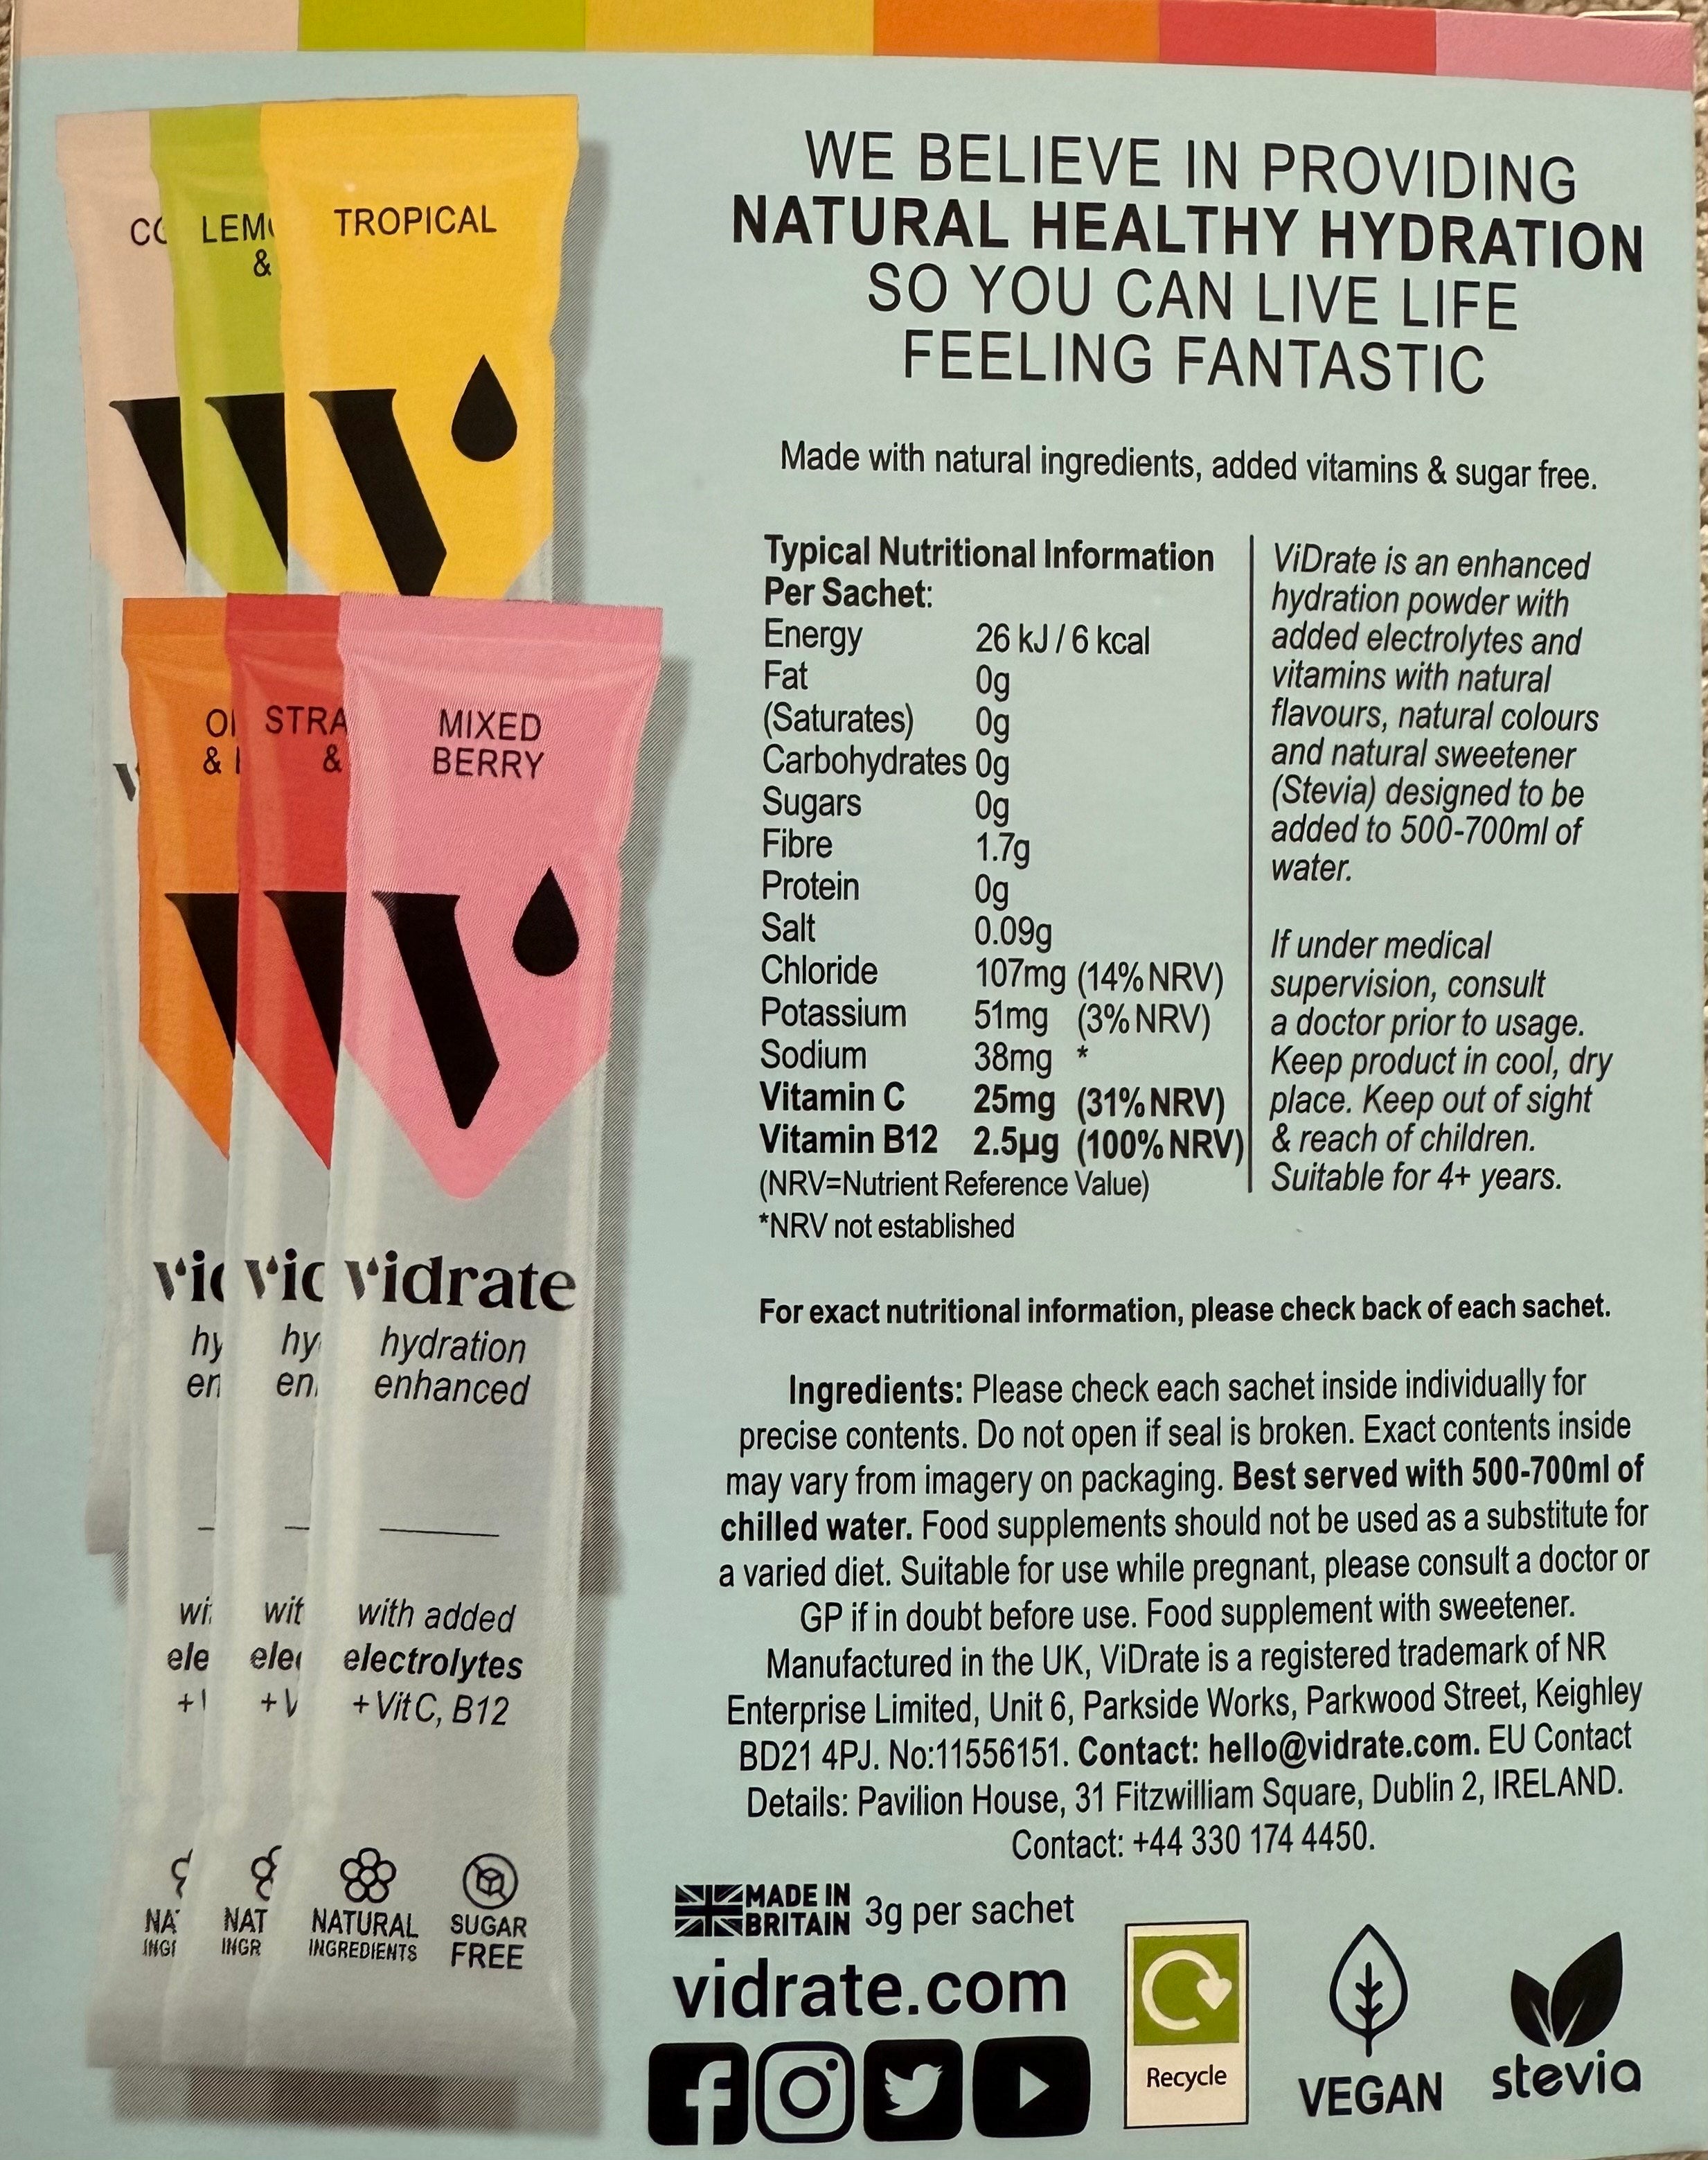 TROPICAL
&
MIXED
BERRY
&
&
vidrate
hydration
enhanced
with added
electrolytes
+ Vit C, B12
NATURAL
INGREDIENTS
SUGAR
FREE
WE BELIEVE IN PROVIDING
NATURAL HEALTHY HYDRATION
SO YOU CAN LIVE LIFE
FEELING FANTASTIC
Made with natural ingredients, added vitamins & sugar free.
Typical Nutritional Information
Per Sachet:
Energy 26 kJ / 6 kcal
Fat 0g
(Saturates) 0g
Carbohydrates 0g
Sugars 0g
Fibre 1.7g
Protein 0g
Salt 0.09g
Chloride 107mg (14% NRV)
Potassium 51mg (3% NRV)
Sodium 38mg *
Vitamin C 25mg (31% NRV)
Vitamin B12 2.5µg (100% NRV)
(NRV=Nutrient Reference Value)
*NRV not established
ViDrate is an enhanced
hydration powder with
added electrolytes and
vitamins with natural
flavours, natural colours
and natural sweetener
(Stevia) designed to be
added to 500-700ml of
water.
If under medical
supervision, consult
a doctor prior to usage.
Keep product in cool, dry
place. Keep out of sight
& reach of children.
Suitable for 4+ years.
For exact nutritional information, please check back of each sachet.
Ingredients: Please check each sachet inside individually for
precise contents. Do not open if seal is broken. Exact contents inside
may vary from imagery on packaging. Best served with 500-700ml of
chilled water. Food supplements should not be used as a substitute for
a varied diet. Suitable for use while pregnant, please consult a doctor or
GP if in doubt before use. Food supplement with sweetener.
Manufactured in the UK, ViDrate is a registered trademark of NR
Enterprise Limited, Unit 6, Parkside Works, Parkwood Street, Keighley
BD21 4PJ. No:11556151. Contact: hello@vidrate.com. EU Contact
Details: Pavilion House, 31 Fitzwilliam Square, Dublin 2, IRELAND.
Contact: +44 330 174 4450.
MADE IN
BRITAIN
3g per sachet
vidrate.com
Recycle
VEGAN
stevia